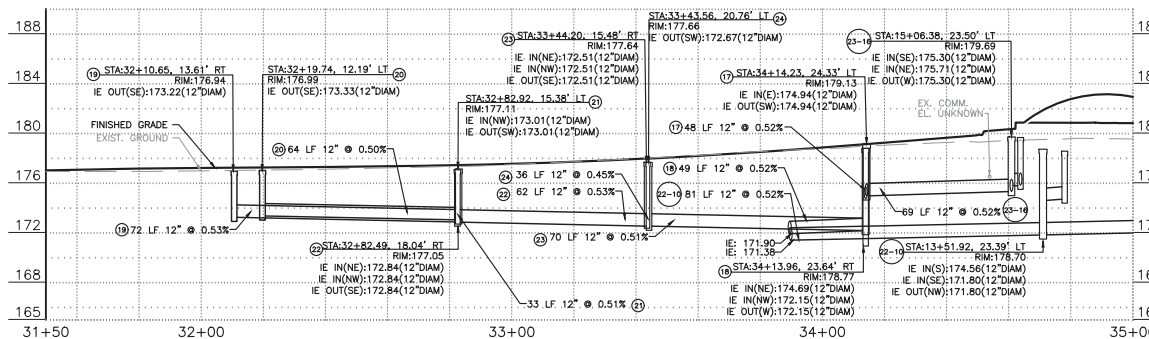 188
184
180
176
172
168
165
31+50
32+00
33+00
34+00
35+00
18
18
18
17
17
16
16
19 STA:32+10.65, 13.61' RT
RIM:176.94
IE OUT(SE):173.22(12"DIAM)
STA:32+19.74, 12.19' LT 20
RIM:176.99
IE OUT(SE):173.33(12"DIAM)
FINISHED GRADE
EXIST. GROUND
STA:32+82.92, 15.38' LT 21
RIM:177.11
IE IN(NW):173.01(12"DIAM)
IE OUT(SW):173.01(12"DIAM)
23 STA:33+44.20, 15.48' RT
RIM:177.64
IE IN(NE):172.51(12"DIAM)
IE IN(NW):172.51(12"DIAM)
IE OUT(SE):172.51(12"DIAM)
STA:33+43.56, 20.76' LT 24
RIM:177.66
IE OUT(SW):172.67(12"DIAM)
17 STA:34+14.23, 24.33' LT
RIM:179.13
IE IN(E):174.94(12"DIAM)
IE OUT(SW):174.94(12"DIAM)
23-16 STA:15+06.38, 23.50' LT
RIM:179.69
IE IN(SE):175.30(12"DIAM)
IE IN(NE):175.71(12"DIAM)
IE OUT(W):175.30(12"DIAM)
EX. COMM.
EL. UNKNOWN
17 48 LF 12" @ 0.52%
20 64 LF 12" @ 0.50%
24 36 LF 12" @ 0.45%
22 62 LF 12" @ 0.53%
18 49 LF 12" @ 0.52%
22-10 81 LF 12" @ 0.52%
69 LF 12" @ 0.52% 23-16
19 72 LF 12" @ 0.53%
23 70 LF 12" @ 0.51%
IE: 171.90
IE: 171.38
22 STA:32+82.49, 18.04' RT
RIM:177.05
IE IN(NE):172.84(12"DIAM)
IE IN(NW):172.84(12"DIAM)
IE OUT(SE):172.84(12"DIAM)
33 LF 12" @ 0.51% 21
18 STA:34+13.96, 23.64' RT
RIM:178.77
IE IN(NE):174.69(12"DIAM)
IE IN(NW):172.15(12"DIAM)
IE OUT(W):172.15(12"DIAM)
22-10 STA:13+51.92, 23.39' LT
RIM:178.70
IE IN(S):174.56(12"DIAM)
IE IN(SE):171.80(12"DIAM)
IE OUT(NW):171.80(12"DIAM)